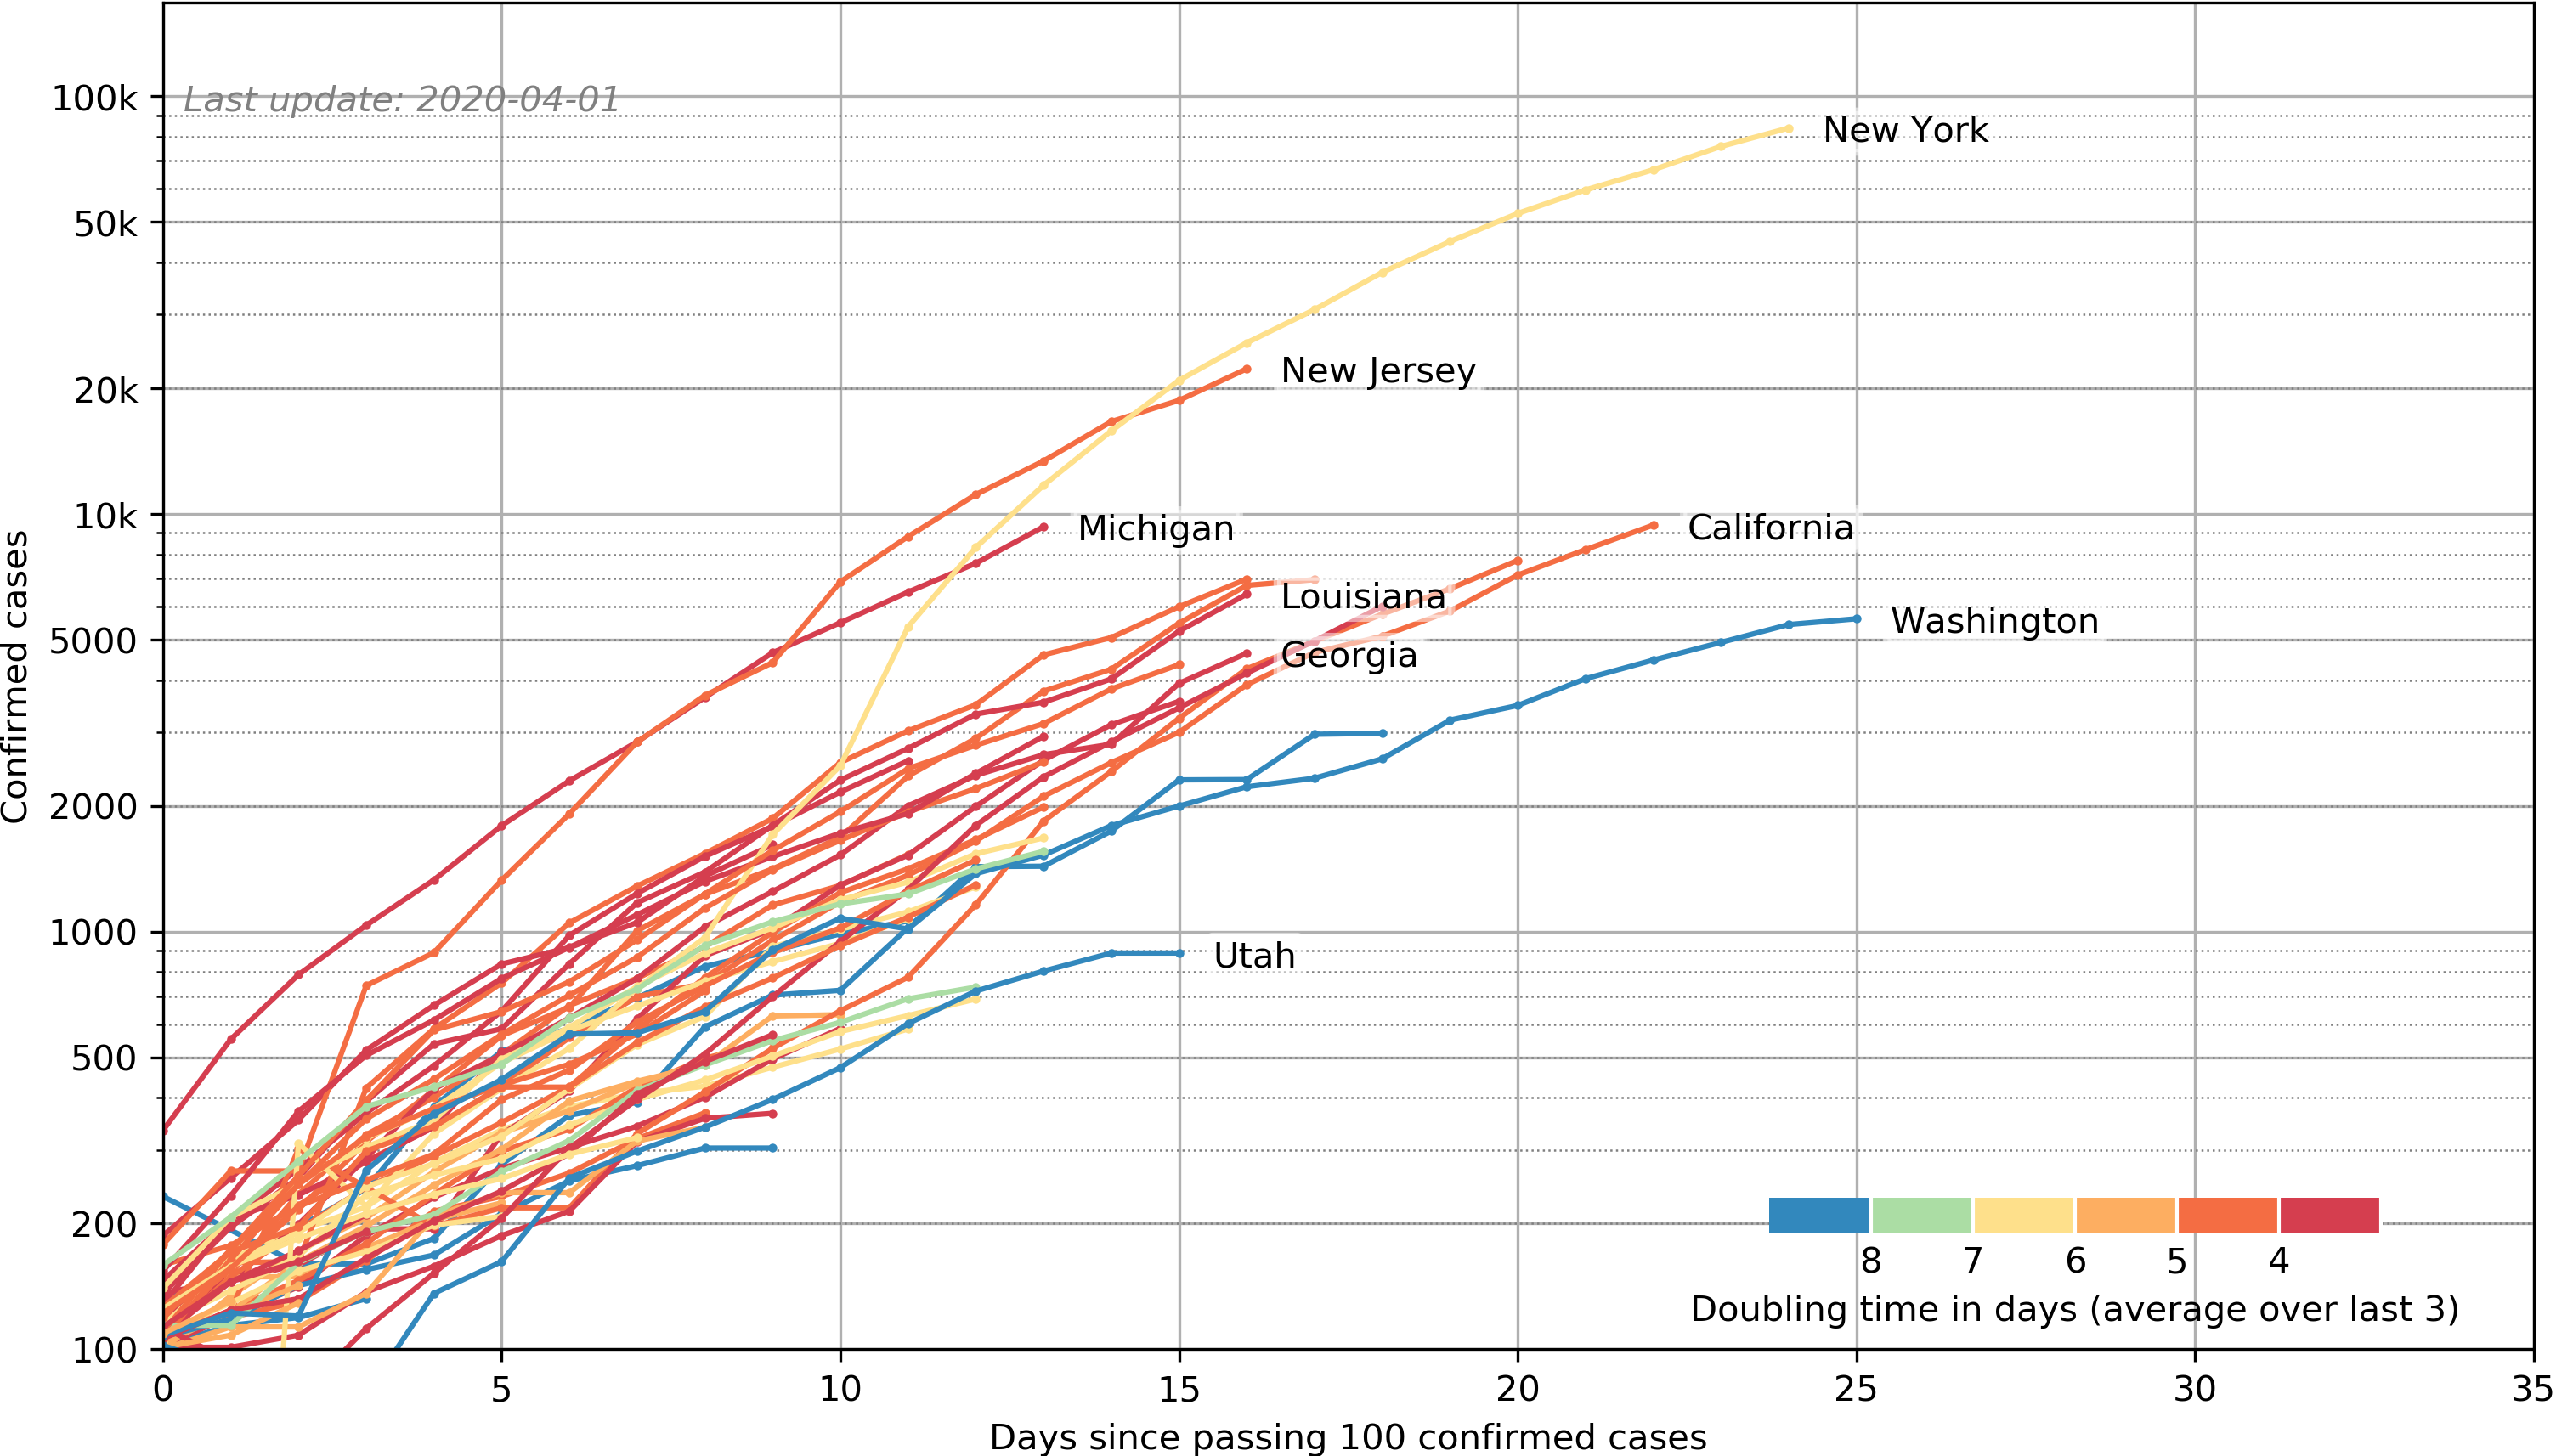 100k
Last update: 2020-04-01
New York
50k
New Jersey
20k
10k
Michigan
California
Louisiana
Washington
5000
Georgia
2000
1000
Utah
500
200
8 7 6 5 4
Doubling time in days (average over last 3)
100
0 5 10 15 20 25 30 35
Confirmed cases
Days since passing 100 confirmed cases